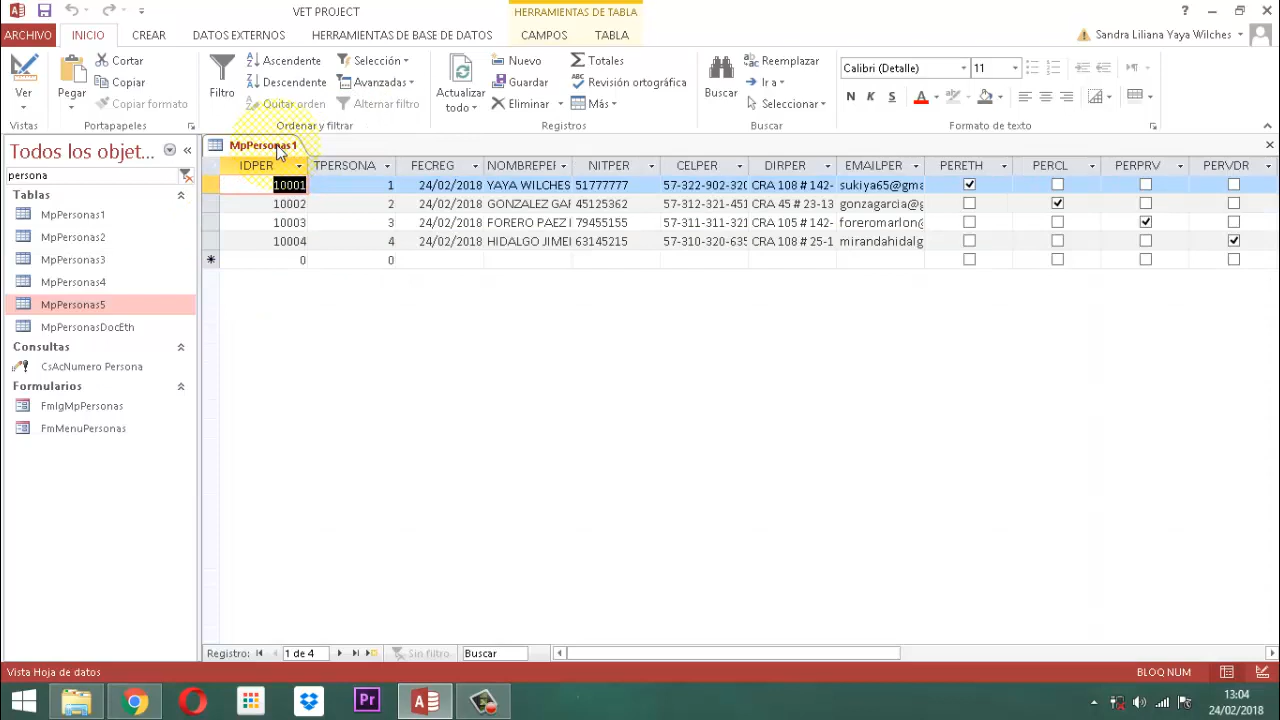 VET PROJECT
HERRAMIENTAS DE TABLA
?
ARCHIVO INICIO CREAR DATOS EXTERNOS HERRAMIENTAS DE BASE DE DATOS CAMPOS TABLA Sandra Liliana Yaya Wilches
Ver
Vistas
Pegar
Cortar
Copiar
Copiar formato
Portapapeles
Filtro
Ascendente
Descendente
Quitar orden
Selección
Avanzadas
Alternar filtro
Ordenar y filtrar
Actualizar
todo
Nuevo
Guardar
Eliminar
Totales
Revisión ortográfica
Más
Registros
Buscar
Reemplazar
Ir a
Seleccionar
Buscar
Calibri (Detalle) 11
N K S A
Formato de texto
Todos los objet...
persona
Tablas
MpPersonas1
MpPersonas2
MpPersonas3
MpPersonas4
MpPersonas5
MpPersonasDocEth
Consultas
CsAcNumero Persona
Formularios
FmIgMpPersonas
FmMenuPersonas
MpPersonas1
IDPER TPERSONA FECREG NOMBREPER NITPER CELPER DIRPER EMAILPER PERETH PERCL PERPRV PERVDR
10001 1 24/02/2018 YAYA WILCHES 51777777 57-322-902-320 CRA 108 # 142- sukiya65@gma
10002 2 24/02/2018 GONZALEZ GAR 45125362 57-312-321-451 CRA 45 # 23-13 gonzagarcia@g
10003 3 24/02/2018 FORERO PAEZ 79455155 57-311-311-321 CRA 105 # 142- foreromarlon@
10004 4 24/02/2018 HIDALGO JIMEI 63145215 57-310-320-635 CRA 108 # 25-1 mirandahidalg
0 0
Registro: 1 de 4 Sin filtro Buscar
Vista Hoja de datos
BLOQ NUM
Pr
13:04
24/02/2018